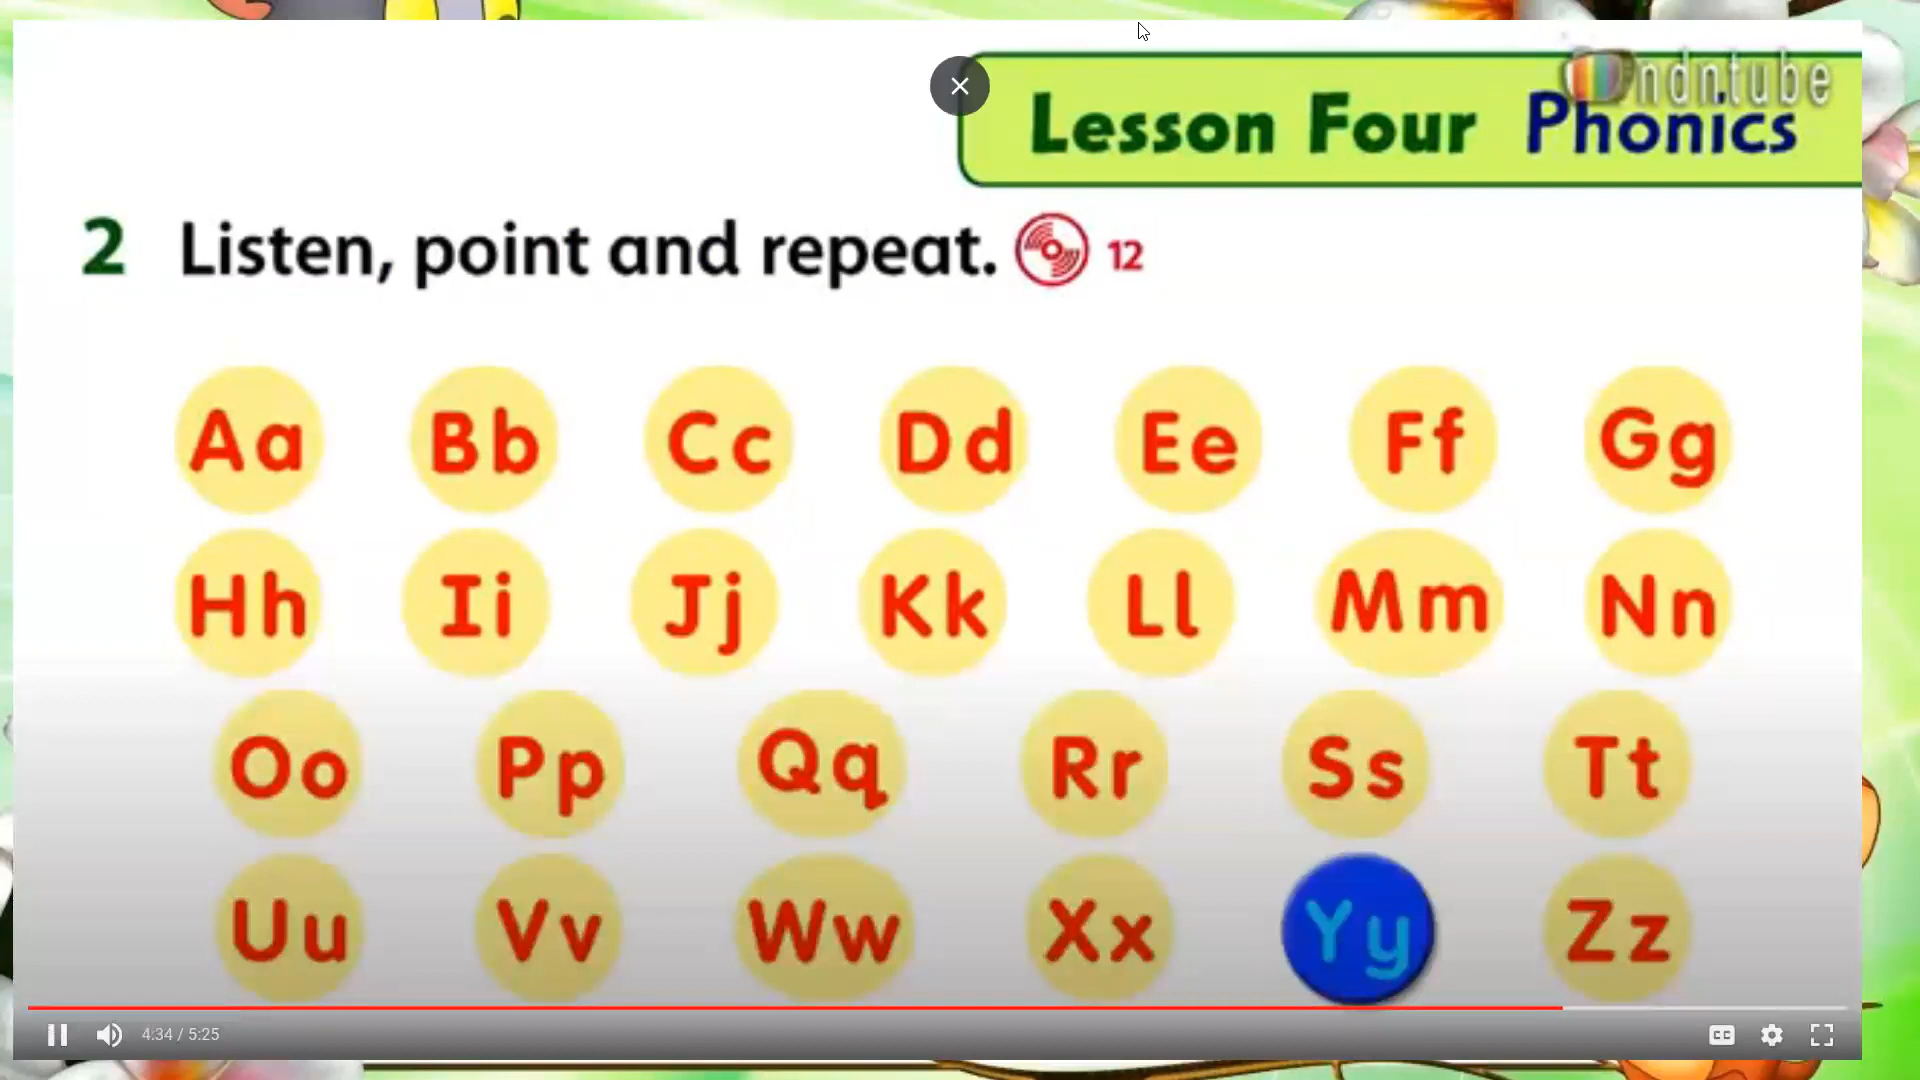 ndntube
Lesson Four Phonics
2 Listen, point and repeat. 12
Aa Bb Cc Dd Ee Ff Gg
Hh Ii Jj Kk Ll Mm Nn
Oo Pp Qq Rr Ss Tt
Uu Vv Ww Xx Yy Zz
4:34 / 5:25 CC